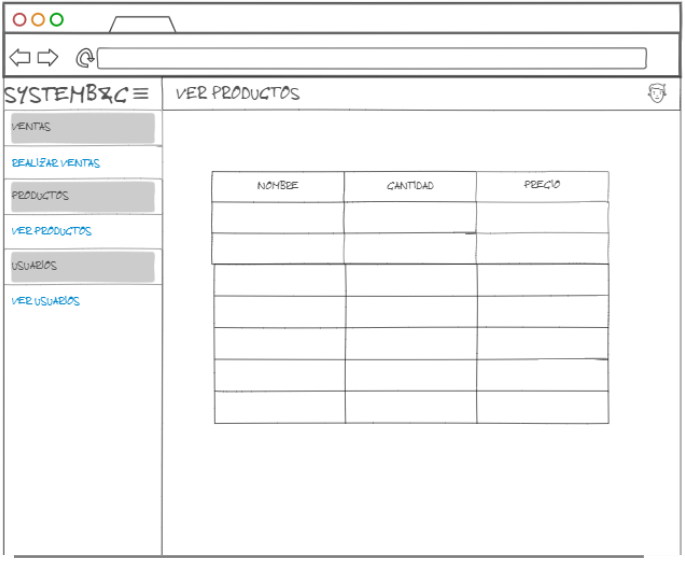 SYSTEMB&C
VER PRODUCTOS
VENTAS
REALIZAR VENTAS
PRODUCTOS
VER PRODUCTOS
USUARIOS
VER USUARIOS
NOMBRE CANTIDAD PRECIO